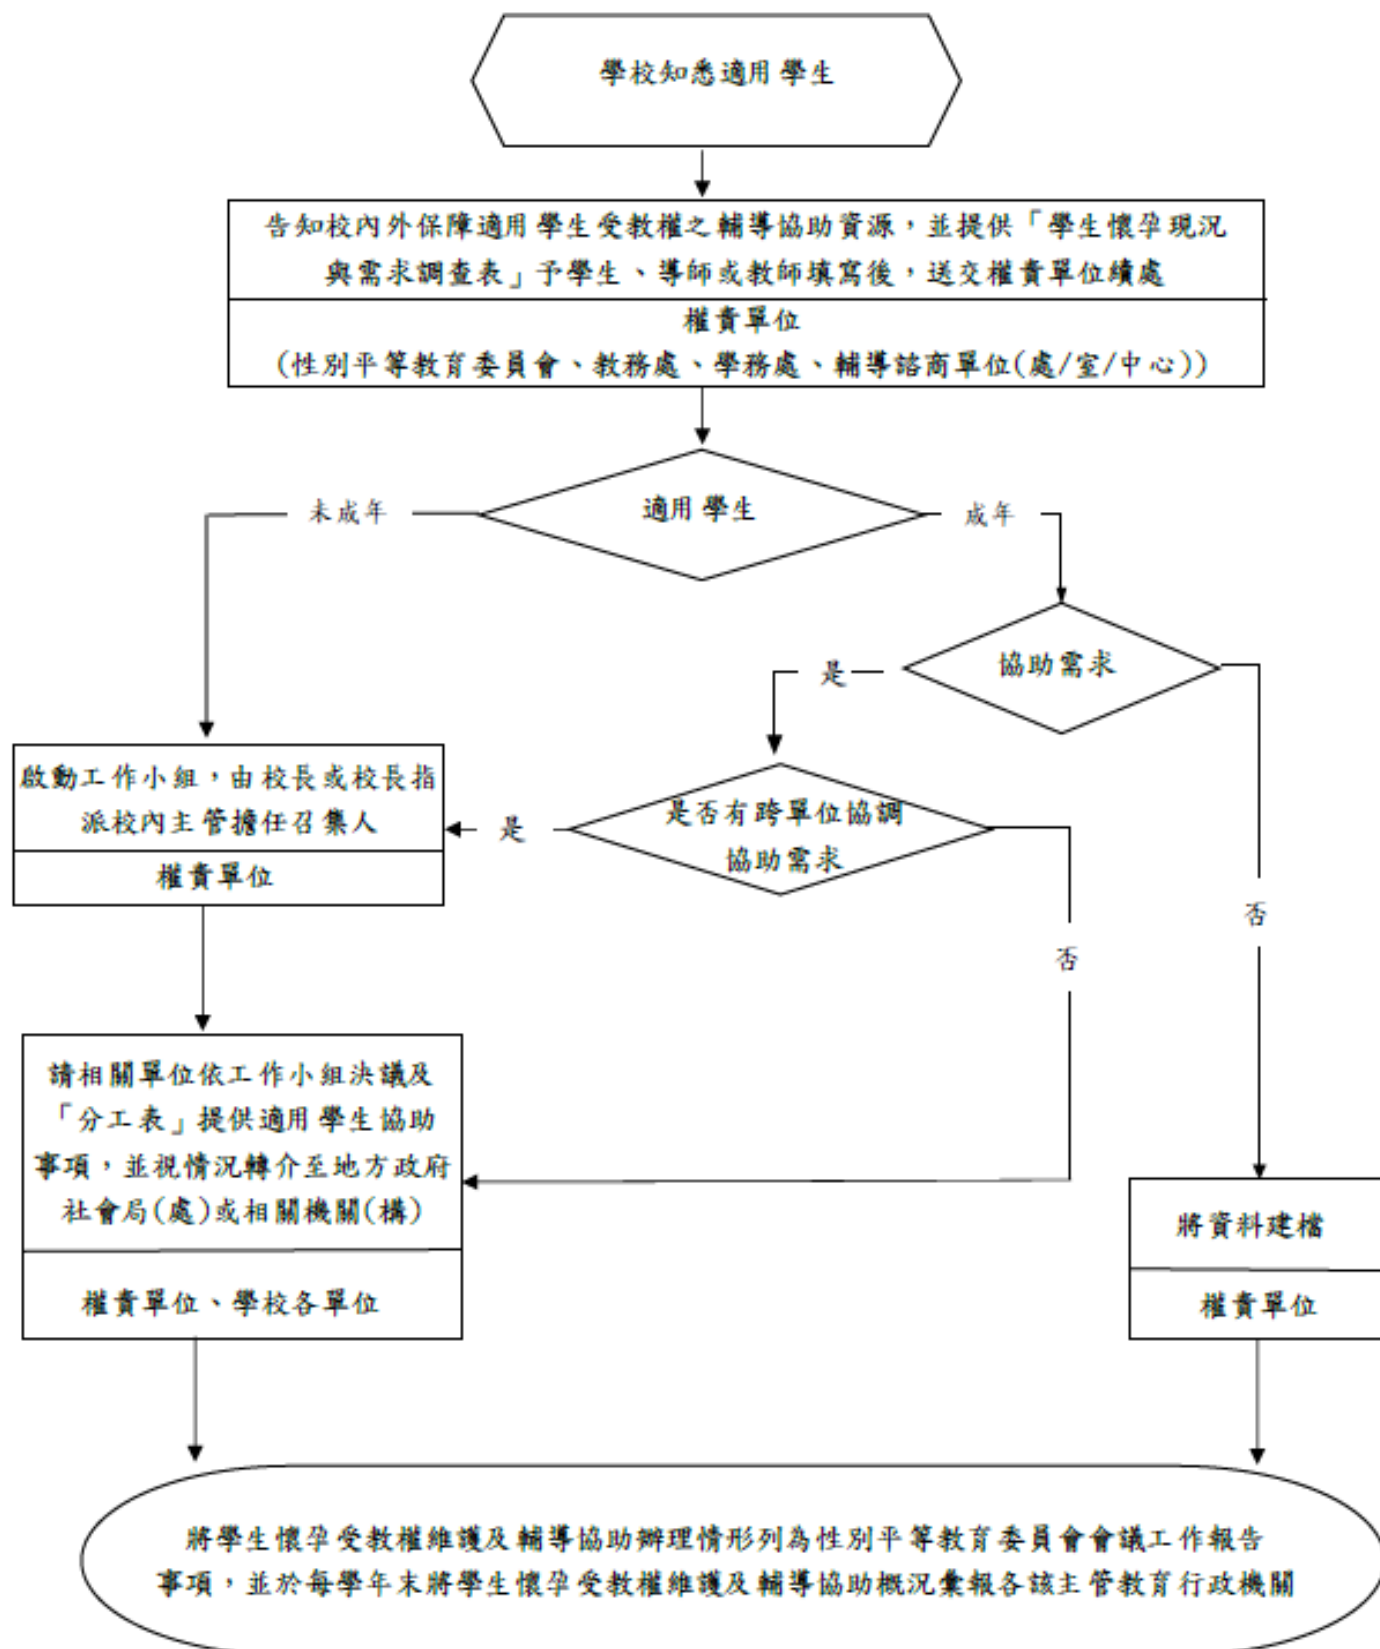 學校知悉適用學生
告知校內外保障適用學生受教權之輔導協助資源，並提供「學生懷孕現況
與需求調查表」予學生、導師或教師填寫後，送交權責單位續處
權責單位
(性別平等教育委員會、教務處、學務處、輔導諮商單位(處/室/中心))
適用學生
未成年
成年
協助需求
是
否
是否有跨單位協調
協助需求
是
否
啟動工作小組，由校長或校長指
派校內主管擔任召集人
權責單位
請相關單位依工作小組決議及
「分工表」提供適用學生協助
事項，並視情況轉介至地方政府
社會局(處)或相關機關(構)
權責單位、學校各單位
將資料建檔
權責單位
將學生懷孕受教權維護及輔導協助辦理情形列為性別平等教育委員會會議工作報告
事項，並於每學年末將學生懷孕受教權維護及輔導協助概況彙報各該主管教育行政機關